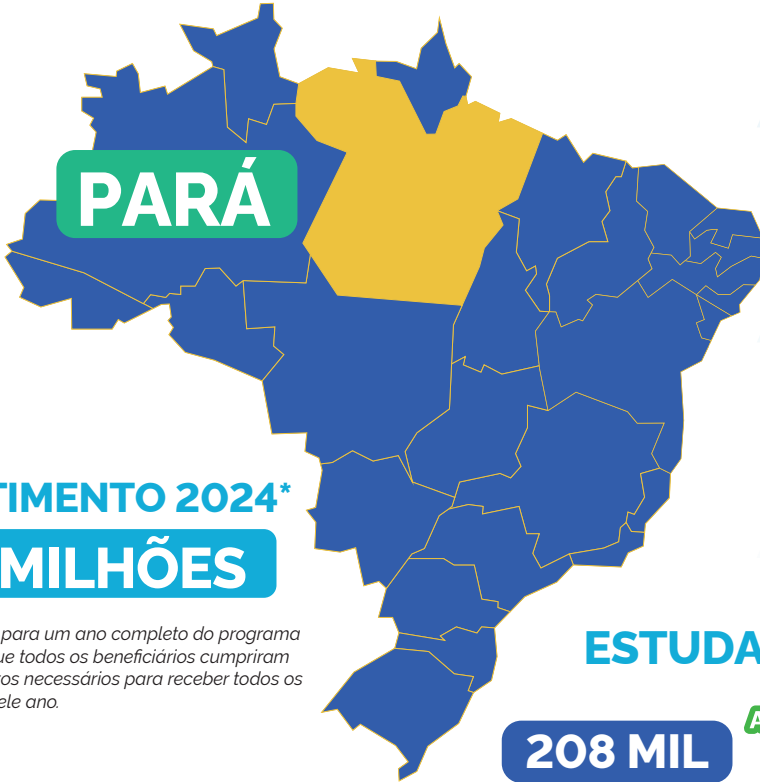 PARÁ
TIMENTO 2024*
MILHÕES
para um ano completo do programa
ue todos os beneficiários cumpriram
os necessários para receber todos os
ele ano.
ESTUDA
A
208 MIL